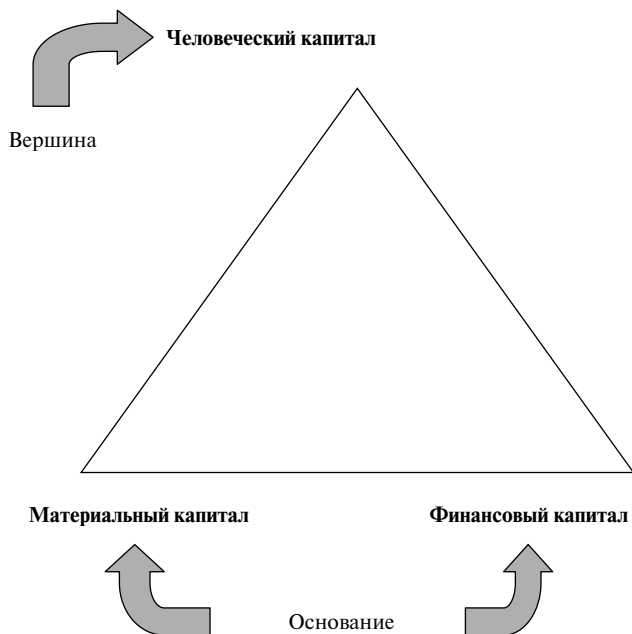 Человеческий капитал
Вершина
Материальный капитал
Финансовый капитал
Основание